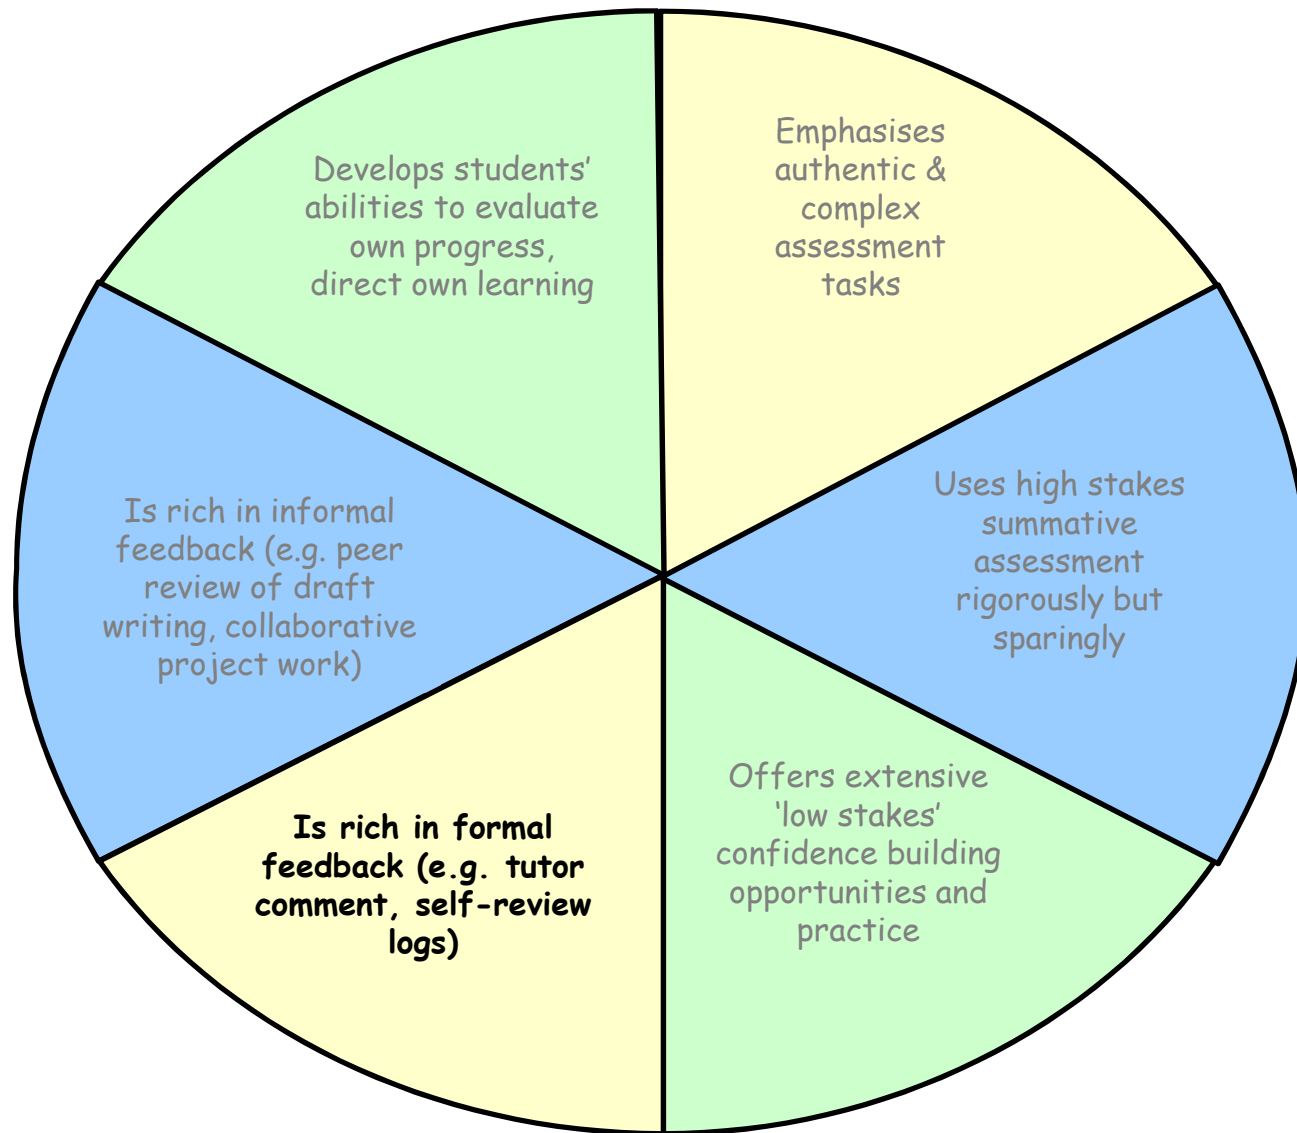 Emphasises
authentic &
complex
assessment
tasks
Uses high stakes
summative
assessment
rigorously but
sparingly
Offers extensive
‘low stakes’
confidence building
opportunities and
practice
Is rich in formal
feedback (e.g. tutor
comment, self-review
logs)
Is rich in informal
feedback (e.g. peer
review of draft
writing, collaborative
project work)
Develops students’
abilities to evaluate
own progress,
direct own learning